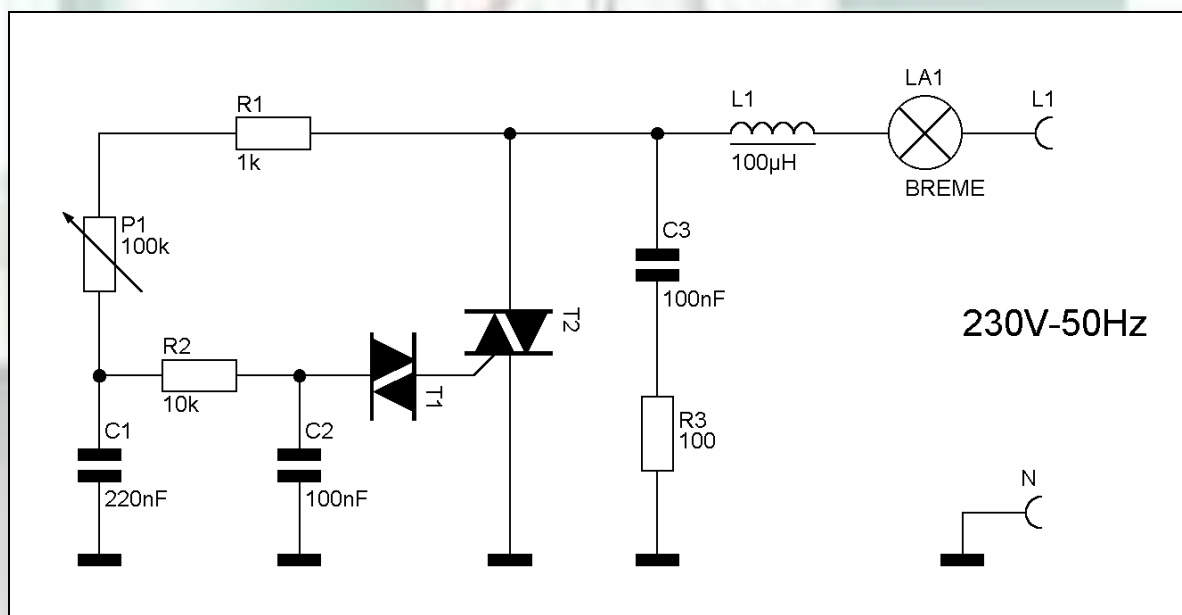 R1
1k
L1
100µH
LA1
BREME
L1
P1
100k
C3
100nF
T2
230V-50Hz
R2
10k
T1
R3
100
C1
220nF
C2
100nF
N